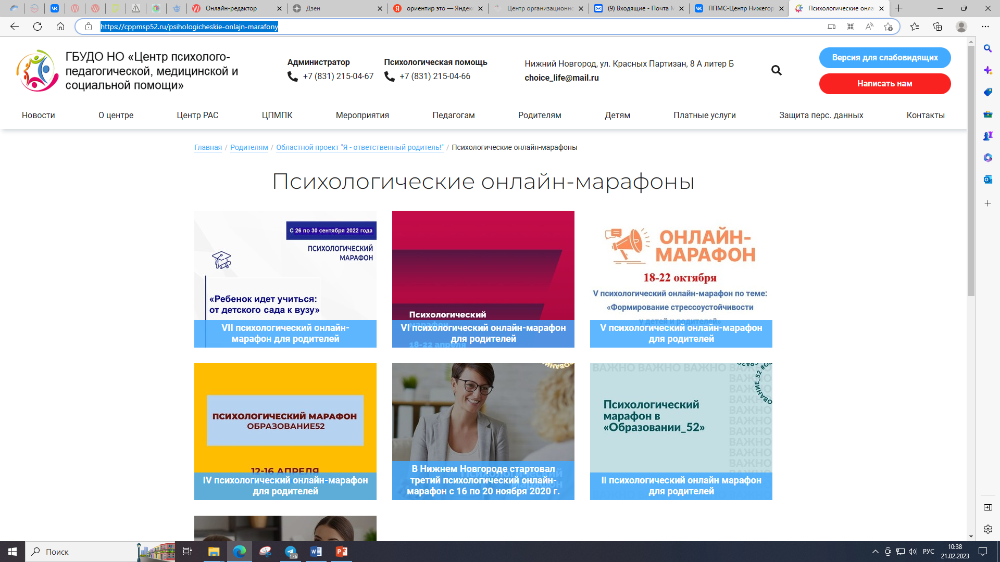 Онлайн-редактор
Дзен
ориентир это — Яндекс
Центр организационно
(9) Входящие - Почта M
ППМС-Центр Нижегор
Психологические онла
https://cppmsp52.ru/psihologicheskie-onlajn-marafony
ГБУДО НО «Центр психолого-
педагогической, медицинской и
социальной помощи»
Администратор
+7 (831) 215-04-67
Психологическая помощь
+7 (831) 215-04-66
Нижний Новгород, ул. Красных Партизан, 8 А литер Б
choice_life@mail.ru
Версия для слабовидящих
Написать нам
Новости
О центре
Центр РАС
ЦПМПК
Мероприятия
Педагогам
Родителям
Детям
Платные услуги
Защита перс. данных
Контакты
Главная / Родителям / Областной проект "Я - ответственный родитель!" / Психологические онлайн-марафоны
Психологические онлайн-марафоны
С 26 по 30 сентября 2022 года
ПСИХОЛОГИЧЕСКИЙ
МАРАФОН
«Ребенок идет учиться:
от детского сада к вузу»
VII психологический онлайн-
марафон для родителей
Психологический
марафон
18-22 апреля
VI психологический онлайн-марафон
для родителей
ОНЛАЙН-
МАРАФОН
18-22 октября
V психологический онлайн-марафон по теме:
«Формирование стрессоустойчивости
у детей и родителей»
V психологический онлайн-марафон
для родителей
ПСИХОЛОГИЧЕСКИЙ МАРАФОН
ОБРАЗОВАНИЕ52
12-16 АПРЕЛЯ
IV психологический онлайн-марафон
для родителей
Психологический
марафон
В Нижнем Новгороде стартовал
третий психологический онлайн-
марафон с 16 по 20 ноября 2020 г.
ВАЖНО ВАЖНО ВАЖНО ВАЖНО
ВАЖНО
ВАЖНО
ВАЖНО
ВАЖНО
ВАЖНО
ВАЖНО
ВАЖНО
ВАЖНО
ВАЖНО
Психологический
марафон в
«Образовании_52»
II психологический онлайн марафон
для родителей
Поиск
176
РУС
10:38
21.02.2023